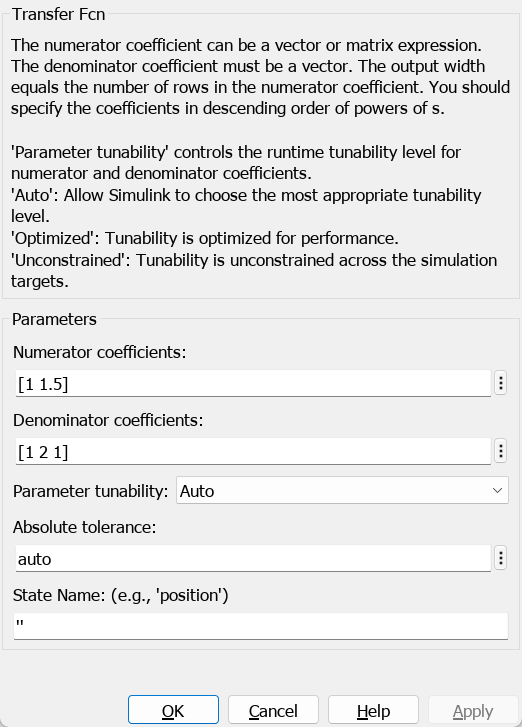 Transfer Fcn
The numerator coefficient can be a vector or matrix expression.
The denominator coefficient must be a vector. The output width
equals the number of rows in the numerator coefficient. You should
specify the coefficients in descending order of powers of s.
'Parameter tunability' controls the runtime tunability level for
numerator and denominator coefficients.
'Auto': Allow Simulink to choose the most appropriate tunability
level.
'Optimized': Tunability is optimized for performance.
'Unconstrained': Tunability is unconstrained across the simulation
targets.
Parameters
Numerator coefficients:
[1 1.5]
Denominator coefficients:
[1 2 1]
Parameter tunability: Auto
Absolute tolerance:
auto
State Name: (e.g., 'position')
''
OK Cancel Help Apply